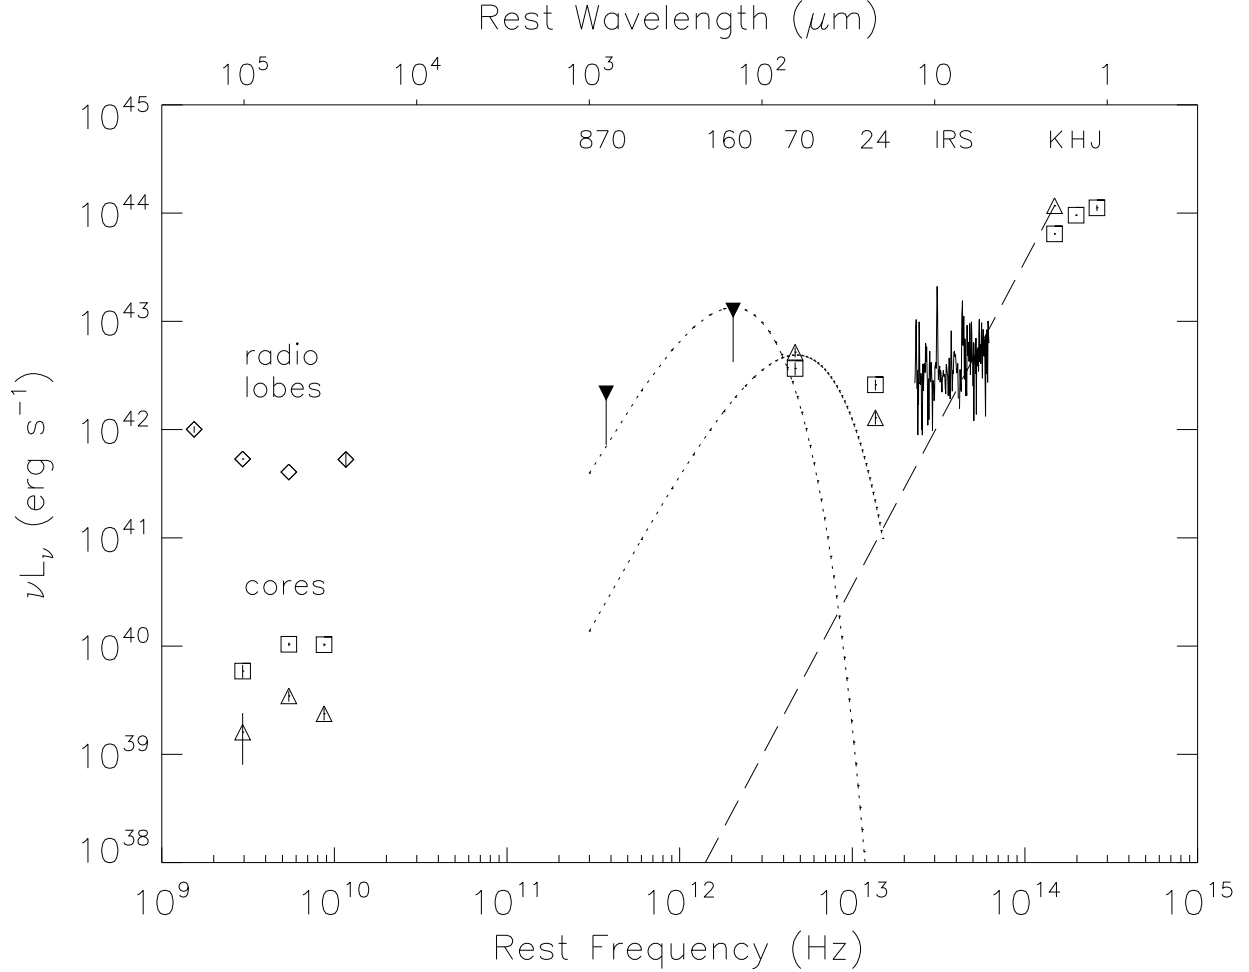 Rest Wavelength (μm)
10⁵ 10⁴ 10³ 10² 10 1
10⁴⁵
870 160 70 24 IRS K H J
10⁴⁴
10⁴³
radio
lobes
10⁴²
10⁴¹
νLᵥ (erg s⁻¹)
cores
10⁴⁰
10³⁹
10³⁸
10⁹ 10¹⁰ 10¹¹ 10¹² 10¹³ 10¹⁴ 10¹⁵
Rest Frequency (Hz)